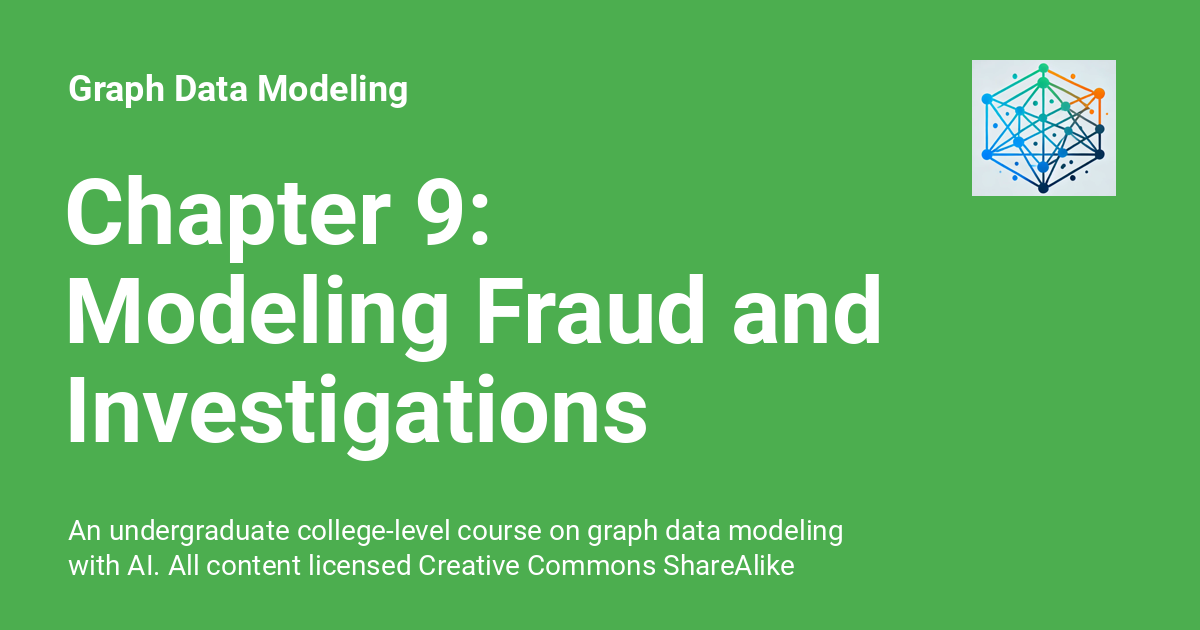 Graph Data Modeling
Chapter 9:
Modeling Fraud and
Investigations
An undergraduate college-level course on graph data modeling
with AI. All content licensed Creative Commons ShareAlike